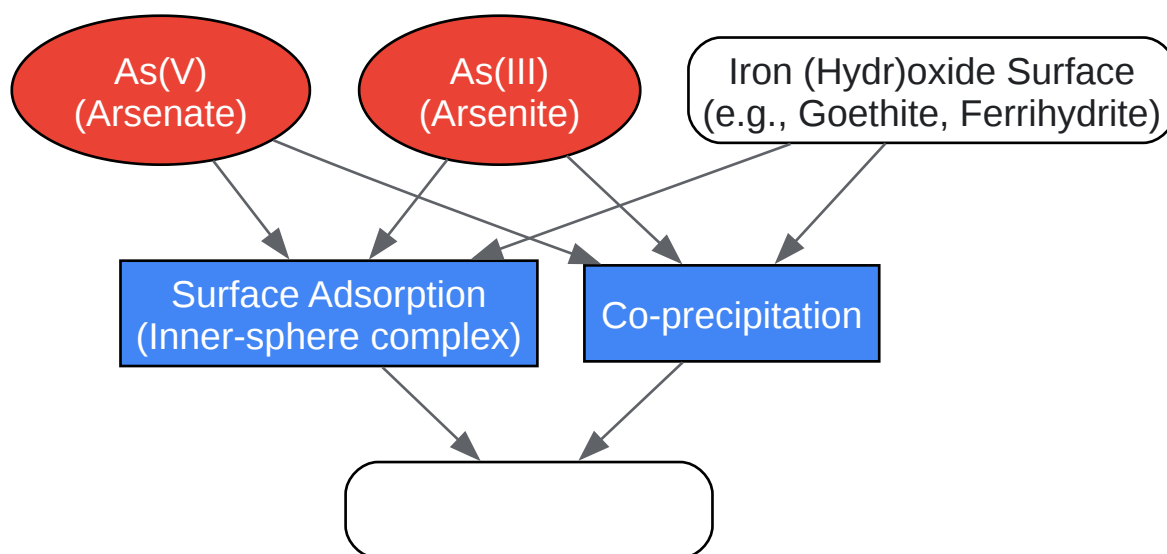 As(V)
(Arsenate)
As(III)
(Arsenite)
Iron (Hydr)oxide Surface
(e.g., Goethite, Ferrihydrite)
Surface Adsorption
(Inner-sphere complex)
Co-precipitation